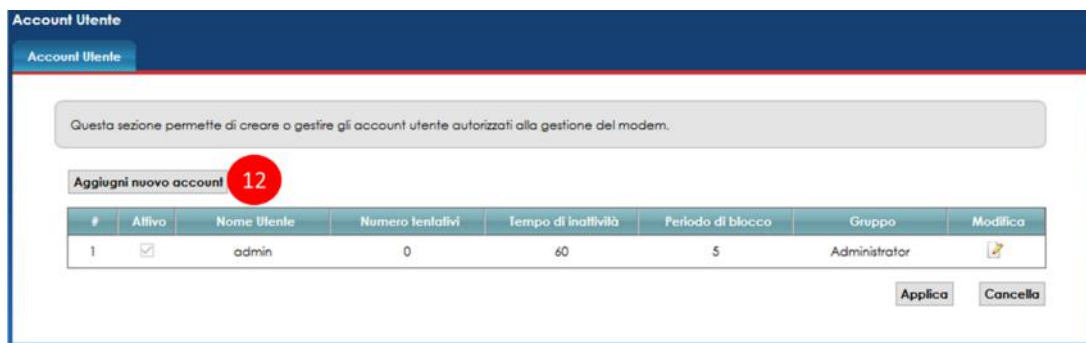 Account Utente
Account Utente
Questa sezione permette di creare o gestire gli account utente autorizzati alla gestione del modem.
Aggiugni nuovo account 12
# Attivo Nome Utente Numero tentativi Tempo di inattività Periodo di blocco Gruppo Modifica
1 admin 0 60 5 Administrator
Applica Cancella